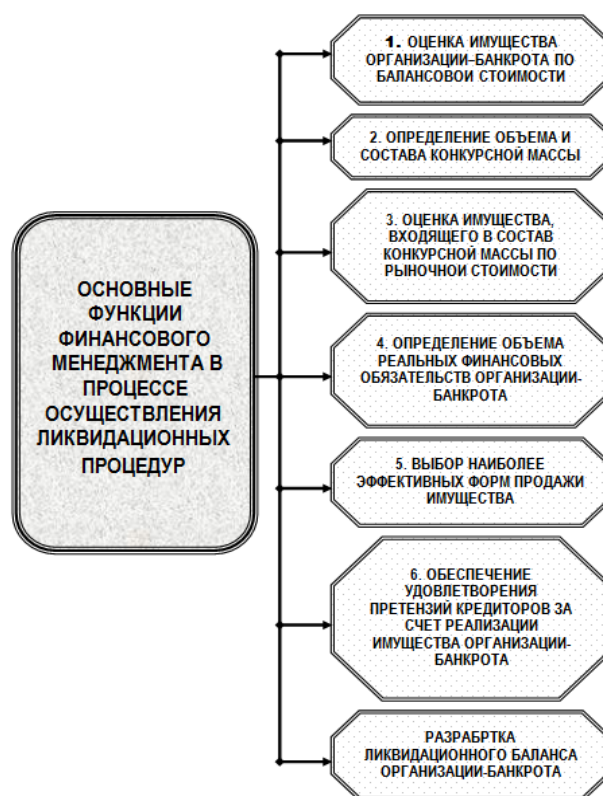 ОСНОВНЫЕ
ФУНКЦИИ
ФИНАНСОВОГО
МЕНЕДЖМЕНТА В
ПРОЦЕССЕ
ОСУЩЕСТВЛЕНИЯ
ЛИКВИДАЦИОННЫХ
ПРОЦЕДУР
1. ОЦЕНКА ИМУЩЕСТВА
ОРГАНИЗАЦИИ–БАНКРОТА ПО
БАЛАНСОВОЙ СТОИМОСТИ
2. ОПРЕДЕЛЕНИЕ ОБЪЕМА И
СОСТАВА КОНКУРСНОЙ МАССЫ
3. ОЦЕНКА ИМУЩЕСТВА,
ВХОДЯЩЕГО В СОСТАВ
КОНКУРСНОЙ МАССЫ ПО
РЫНОЧНОЙ СТОИМОСТИ
4. ОПРЕДЕЛЕНИЕ ОБЪЕМА
РЕАЛЬНЫХ ФИНАНСОВЫХ
ОБЯЗАТЕЛЬСТВ ОРГАНИЗАЦИИ-
БАНКРОТА
5. ВЫБОР НАИБОЛЕЕ
ЭФФЕКТИВНЫХ ФОРМ ПРОДАЖИ
ИМУЩЕСТВА
6. ОБЕСПЕЧЕНИЕ
УДОВЛЕТВОРЕНИЯ
ПРЕТЕНЗИЙ КРЕДИТОРОВ ЗА
СЧЕТ РЕАЛИЗАЦИИ
ИМУЩЕСТВА ОРГАНИЗАЦИИ-
БАНКРОТА
РАЗРАБРТКА
ЛИКВИДАЦИОННОГО БАЛАНСА
ОРГАНИЗАЦИИ-БАНКРОТА